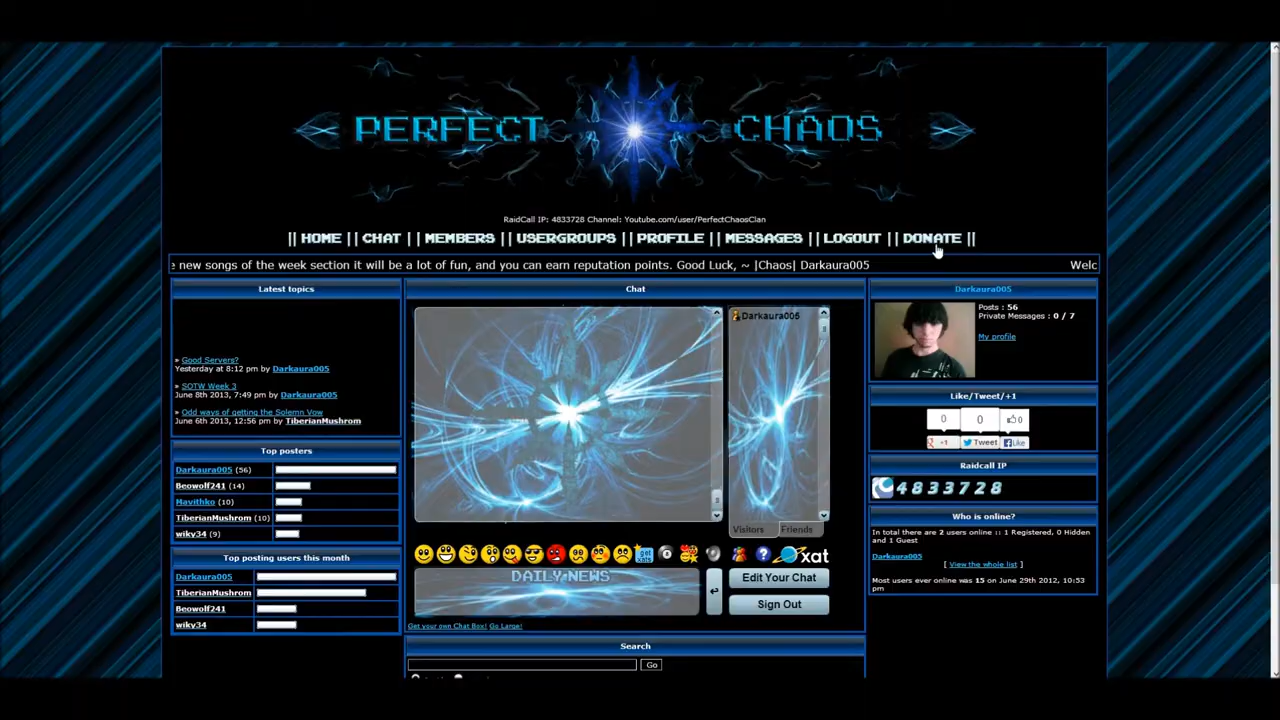 PERFECT CHAOS
RaidCall IP: 4833728 Channel: Youtube.com/user/PerfectChaosClan
|| HOME || CHAT || MEMBERS || USERGROUPS || PROFILE || MESSAGES || LOGOUT || DONATE ||
e new songs of the week section it will be a lot of fun, and you can earn reputation points. Good Luck, ~ |Chaos| Darkaura005 Welc
Latest topics
» Good Servers?
Yesterday at 8:12 pm by Darkaura005
» SOTW Week 3
June 8th 2013, 7:49 pm by Darkaura005
» Odd ways of getting the Solemn Vow
June 6th 2013, 12:56 pm by TiberianMushrom
Top posters
Darkaura005 (56)
Beowolf241 (14)
Mavithko (10)
TiberianMushrom (10)
wiky34 (9)
Top posting users this month
Darkaura005
TiberianMushrom
Beowolf241
wiky34
Chat
Darkaura005
Visitors Friends
get xats
xat
DAILY NEWS
Edit Your Chat
Sign Out
Get your own Chat Box! Go Large!
Search
Go
Darkaura005
Posts : 56
Private Messages : 0 / 7
My profile
Like/Tweet/+1
0 0 0
+1 Tweet Like
Raidcall IP
4833728
Who is online?
In total there are 2 users online :: 1 Registered, 0 Hidden
and 1 Guest
Darkaura005
[ View the whole list ]
Most users ever online was 15 on June 29th 2012, 10:53
pm